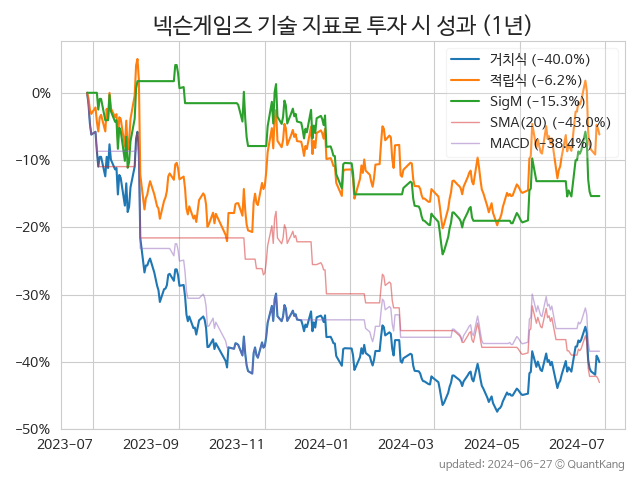 넥슨게임즈 기술 지표로 투자 시 성과 (1년)
거치식 (−40.0%)
적립식 (−6.2%)
SigM (−15.3%)
SMA(20) (−43.0%)
MACD (−38.4%)
0%
−10%
−20%
−30%
−40%
−50%
2023-07 2023-09 2023-11 2024-01 2024-03 2024-05 2024-07
updated: 2024-06-27 © QuantKang